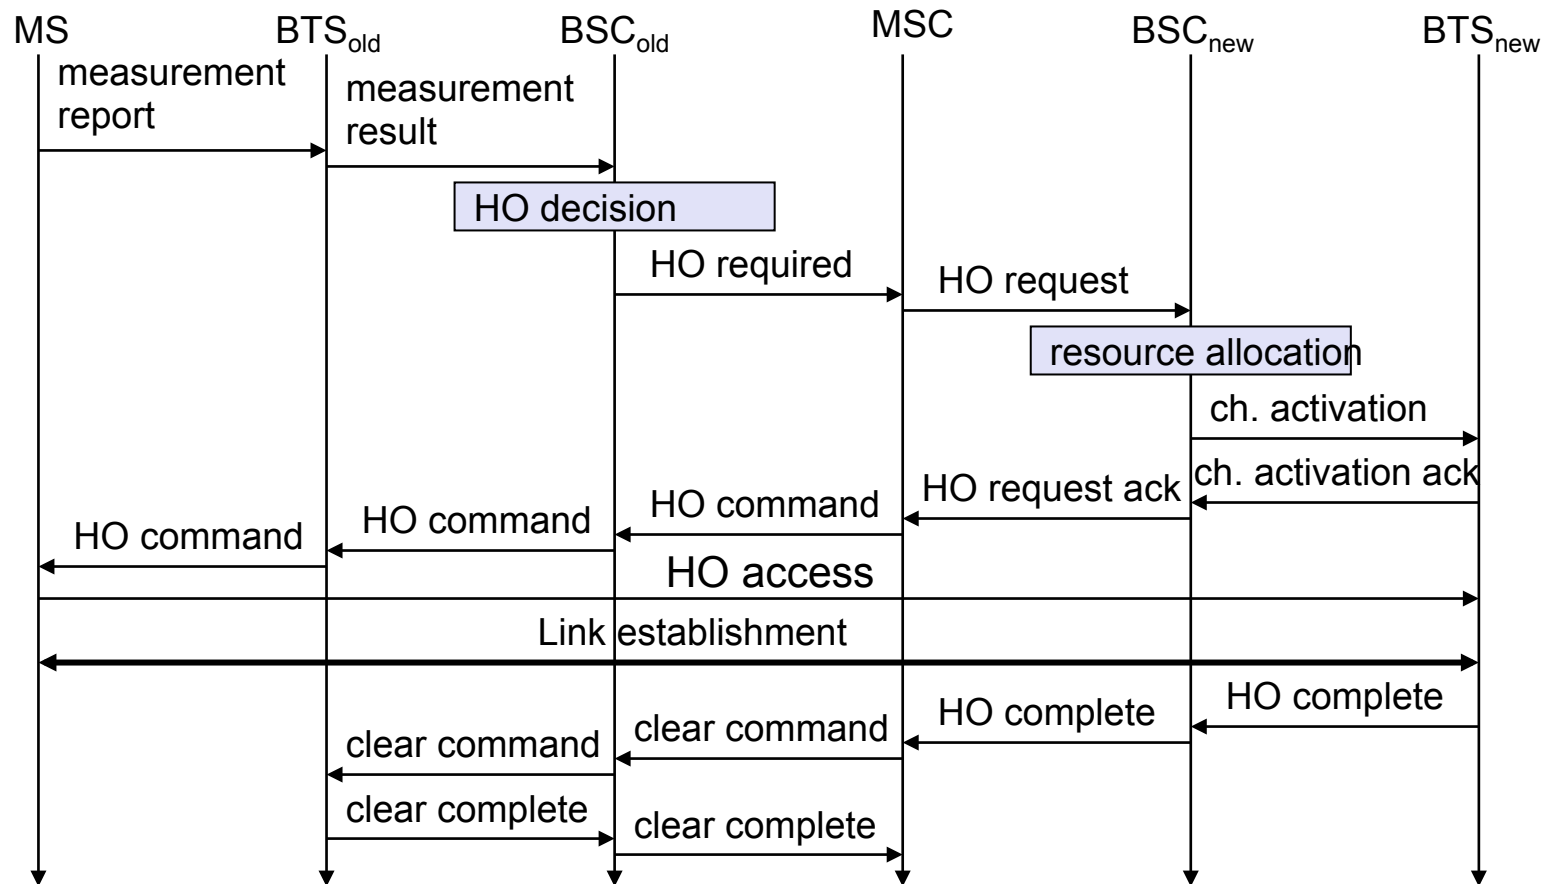 MS
BTSold
BSCold
MSC
BSCnew
BTSnew
measurement
report
measurement
result
HO decision
HO required
HO request
resource allocation
ch. activation
ch. activation ack
HO request ack
HO command
HO command
HO command
HO access
Link establishment
HO complete
HO complete
clear command
clear command
clear complete
clear complete